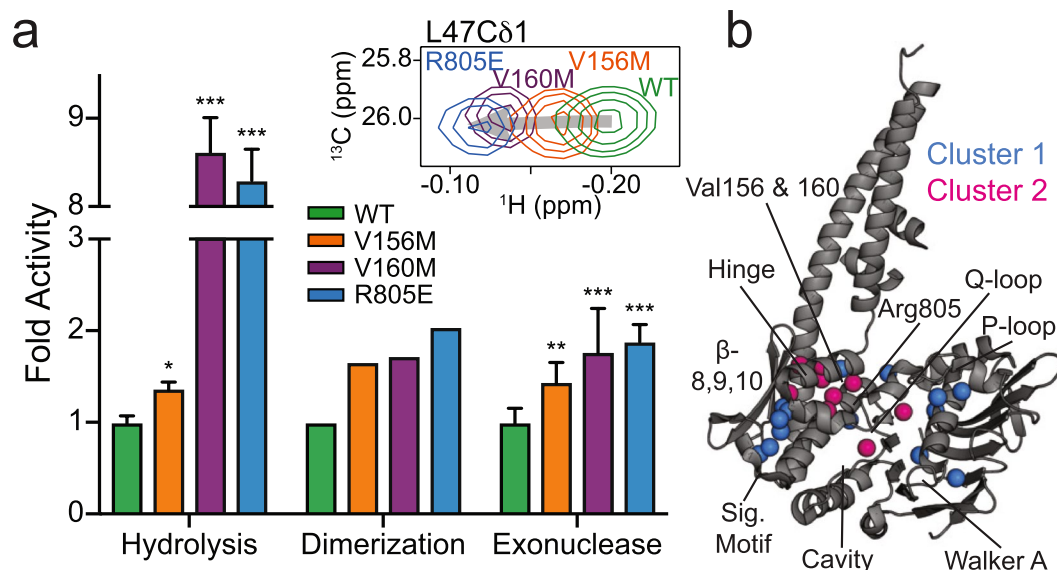 a
b
L47Cδ1
R805E
V156M
V160M
WT
25.8
26.0
13C (ppm)
-0.10
-0.20
1H (ppm)
Fold Activity
9
8
3
2
1
0
***
***
*
**
***
***
WT
V156M
V160M
R805E
Hydrolysis
Dimerization
Exonuclease
Cluster 1
Cluster 2
Val156 & 160
Hinge
Q-loop
Arg805
P-loop
β-
8,9,10
Sig.
Motif
Cavity
Walker A